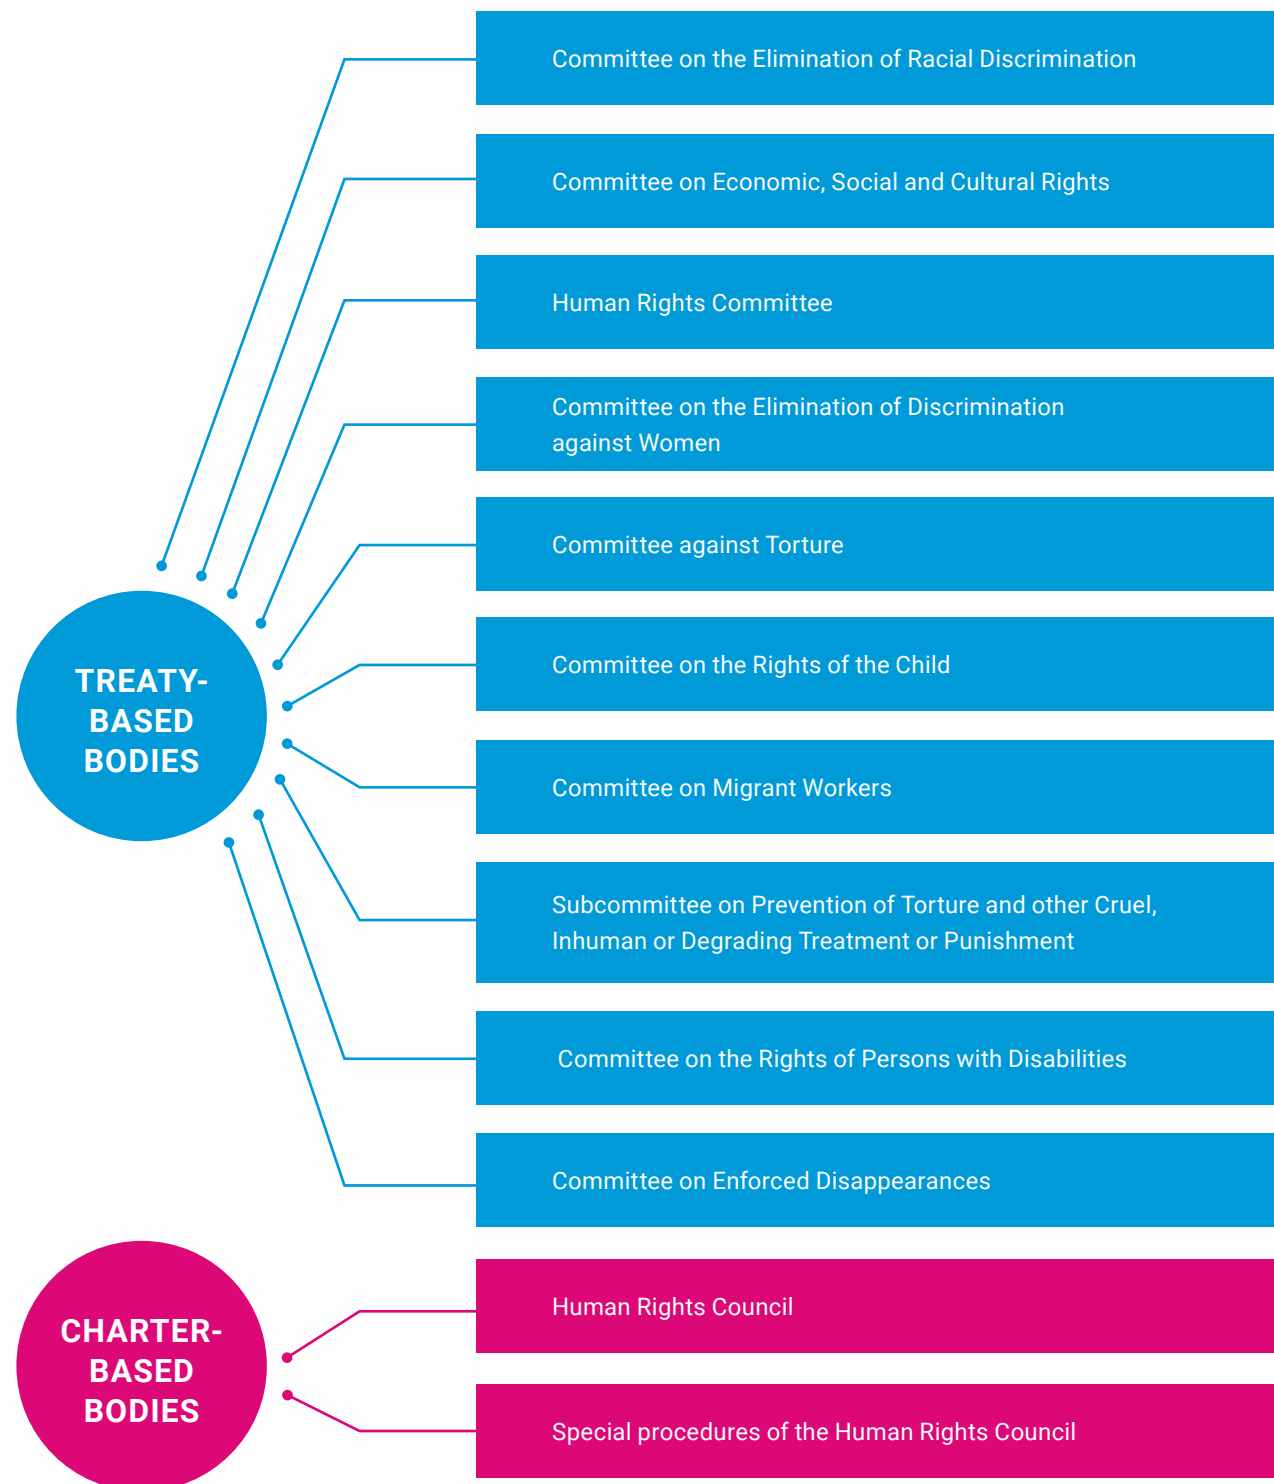 Committee on the Elimination of Racial Discrimination
Committee on Economic, Social and Cultural Rights
Human Rights Committee
Committee on the Elimination of Discrimination
against Women
Committee against Torture
Committee on the Rights of the Child
TREATY-
BASED
BODIES
Committee on Migrant Workers
Subcommittee on Prevention of Torture and other Cruel,
Inhuman or Degrading Treatment or Punishment
Committee on the Rights of Persons with Disabilities
Committee on Enforced Disappearances
CHARTER-
BASED
BODIES
Human Rights Council
Special procedures of the Human Rights Council